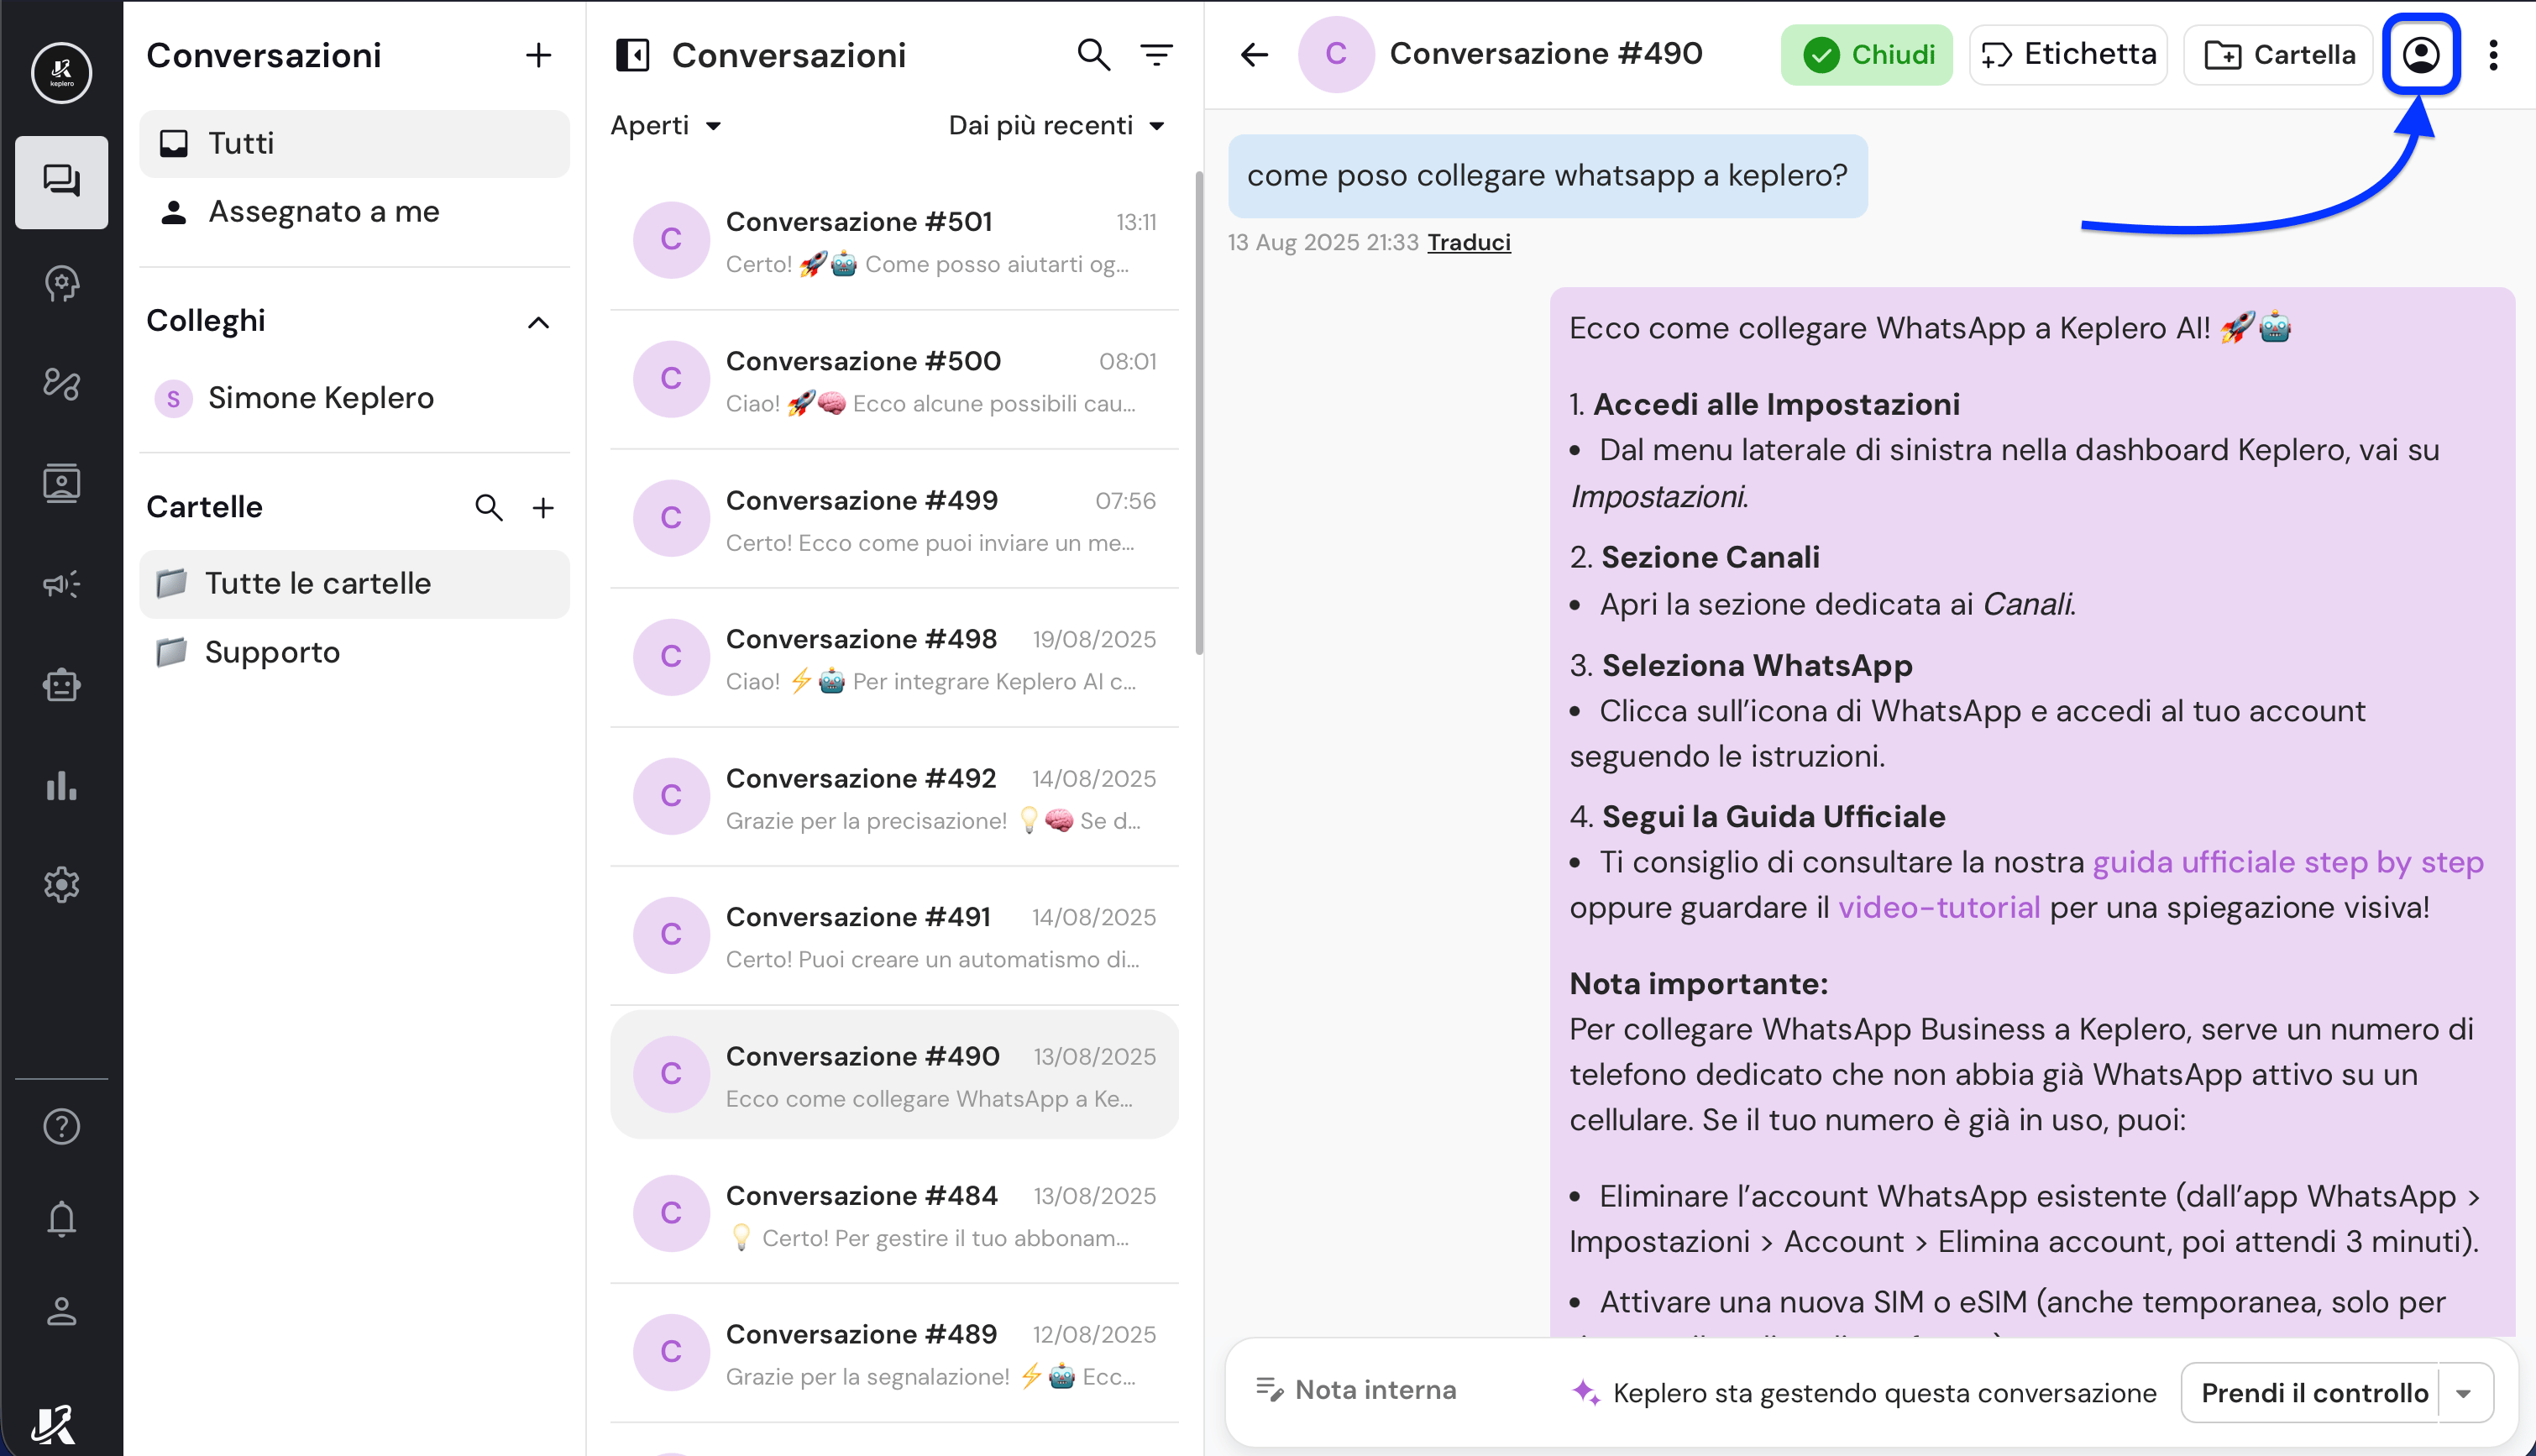 keplero
Conversazioni
Tutti
Assegnato a me
Colleghi
S Simone Keplero
Cartelle
Tutte le cartelle
Supporto
Conversazioni
Aperti
Dai più recenti
C Conversazione #501 13:11
Certo! 🚀🤖 Come posso aiutarti og...
C Conversazione #500 08:01
Ciao! 🚀🧠 Ecco alcune possibili cau...
C Conversazione #499 07:56
Certo! Ecco come puoi inviare un me...
C Conversazione #498 19/08/2025
Ciao! ⚡🤖 Per integrare Keplero AI c...
C Conversazione #492 14/08/2025
Grazie per la precisazione! 💡🧠 Se d...
C Conversazione #491 14/08/2025
Certo! Puoi creare un automatismo di...
C Conversazione #490 13/08/2025
Ecco come collegare WhatsApp a Ke...
C Conversazione #484 13/08/2025
💡 Certo! Per gestire il tuo abbonam...
C Conversazione #489 12/08/2025
Grazie per la segnalazione! ⚡🤖 Ecc...
C Conversazione #490
Chiudi
Etichetta
Cartella
come poso collegare whatsapp a keplero?
13 Aug 2025 21:33 Traduci
Ecco come collegare WhatsApp a Keplero AI! 🚀🤖
1. Accedi alle Impostazioni
• Dal menu laterale di sinistra nella dashboard Keplero, vai su
Impostazioni.
2. Sezione Canali
• Apri la sezione dedicata ai Canali.
3. Seleziona WhatsApp
• Clicca sull’icona di WhatsApp e accedi al tuo account
seguendo le istruzioni.
4. Segui la Guida Ufficiale
• Ti consiglio di consultare la nostra guida ufficiale step by step
oppure guardare il video-tutorial per una spiegazione visiva!
Nota importante:
Per collegare WhatsApp Business a Keplero, serve un numero di
telefono dedicato che non abbia già WhatsApp attivo su un
cellulare. Se il tuo numero è già in uso, puoi:
• Eliminare l’account WhatsApp esistente (dall’app WhatsApp >
Impostazioni > Account > Elimina account, poi attendi 3 minuti).
• Attivare una nuova SIM o eSIM (anche temporanea, solo per
Nota interna
Keplero sta gestendo questa conversazione
Prendi il controllo